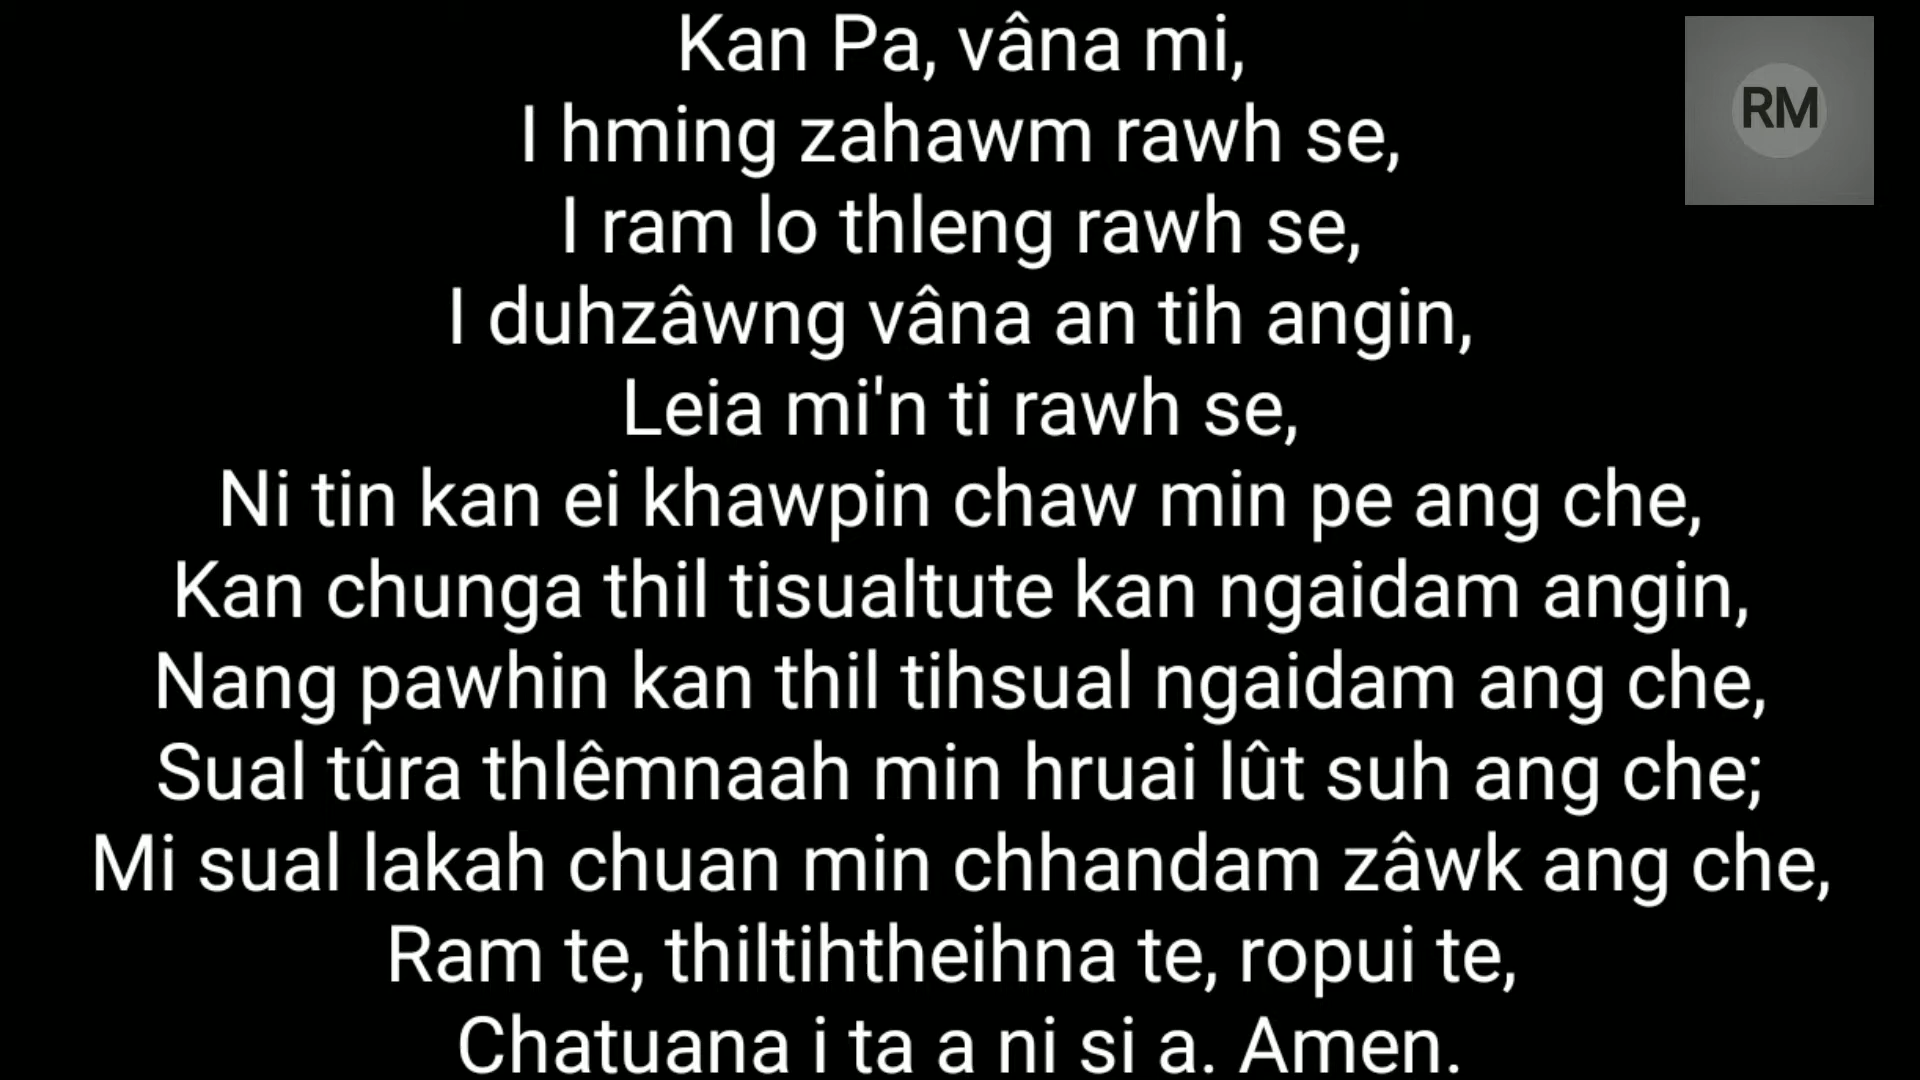 Kan Pa, vâna mi,
RM
I hming zahawm rawh se,
I ram lo thleng rawh se,
I duhzâwng vâna an tih angin,
Leia mi'n ti rawh se,
Ni tin kan ei khawpin chaw min pe ang che,
Kan chunga thil tisualtute kan ngaidam angin,
Nang pawhin kan thil tihsual ngaidam ang che,
Sual tûra thlêmnaah min hruai lût suh ang che;
Mi sual lakah chuan min chhandam zâwk ang che,
Ram te, thiltihtheihna te, ropui te,
Chatuana i ta a ni si a. Amen.